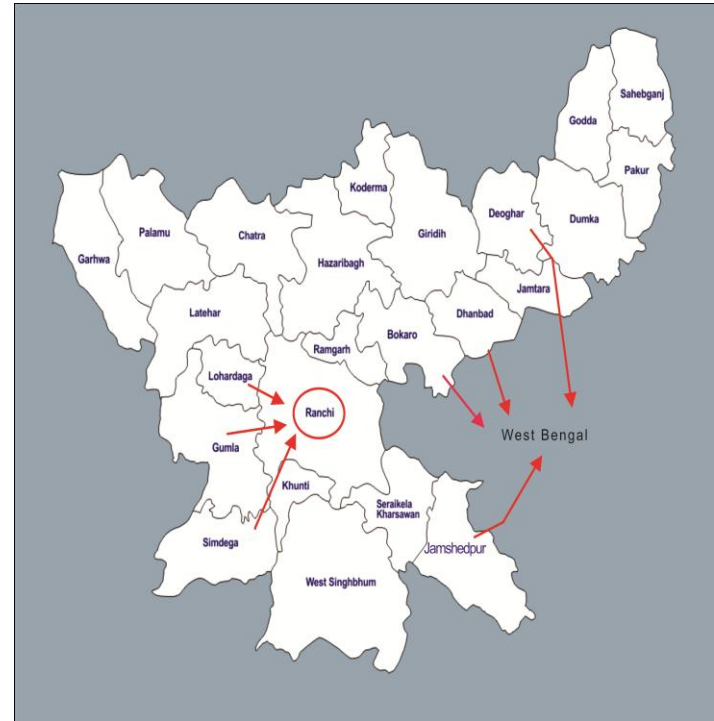 Sahebganj
Godda
Pakur
Koderma
Deoghar
Dumka
Palamu
Chatra
Giridih
Garhwa
Hazaribagh
Jamtara
Latehar
Dhanbad
Bokaro
Ramgarh
Lohardaga
Ranchi
West Bengal
Gumla
Khunti
Seraikela
Kharsawan
Simdega
Jamshedpur
West Singhbhum